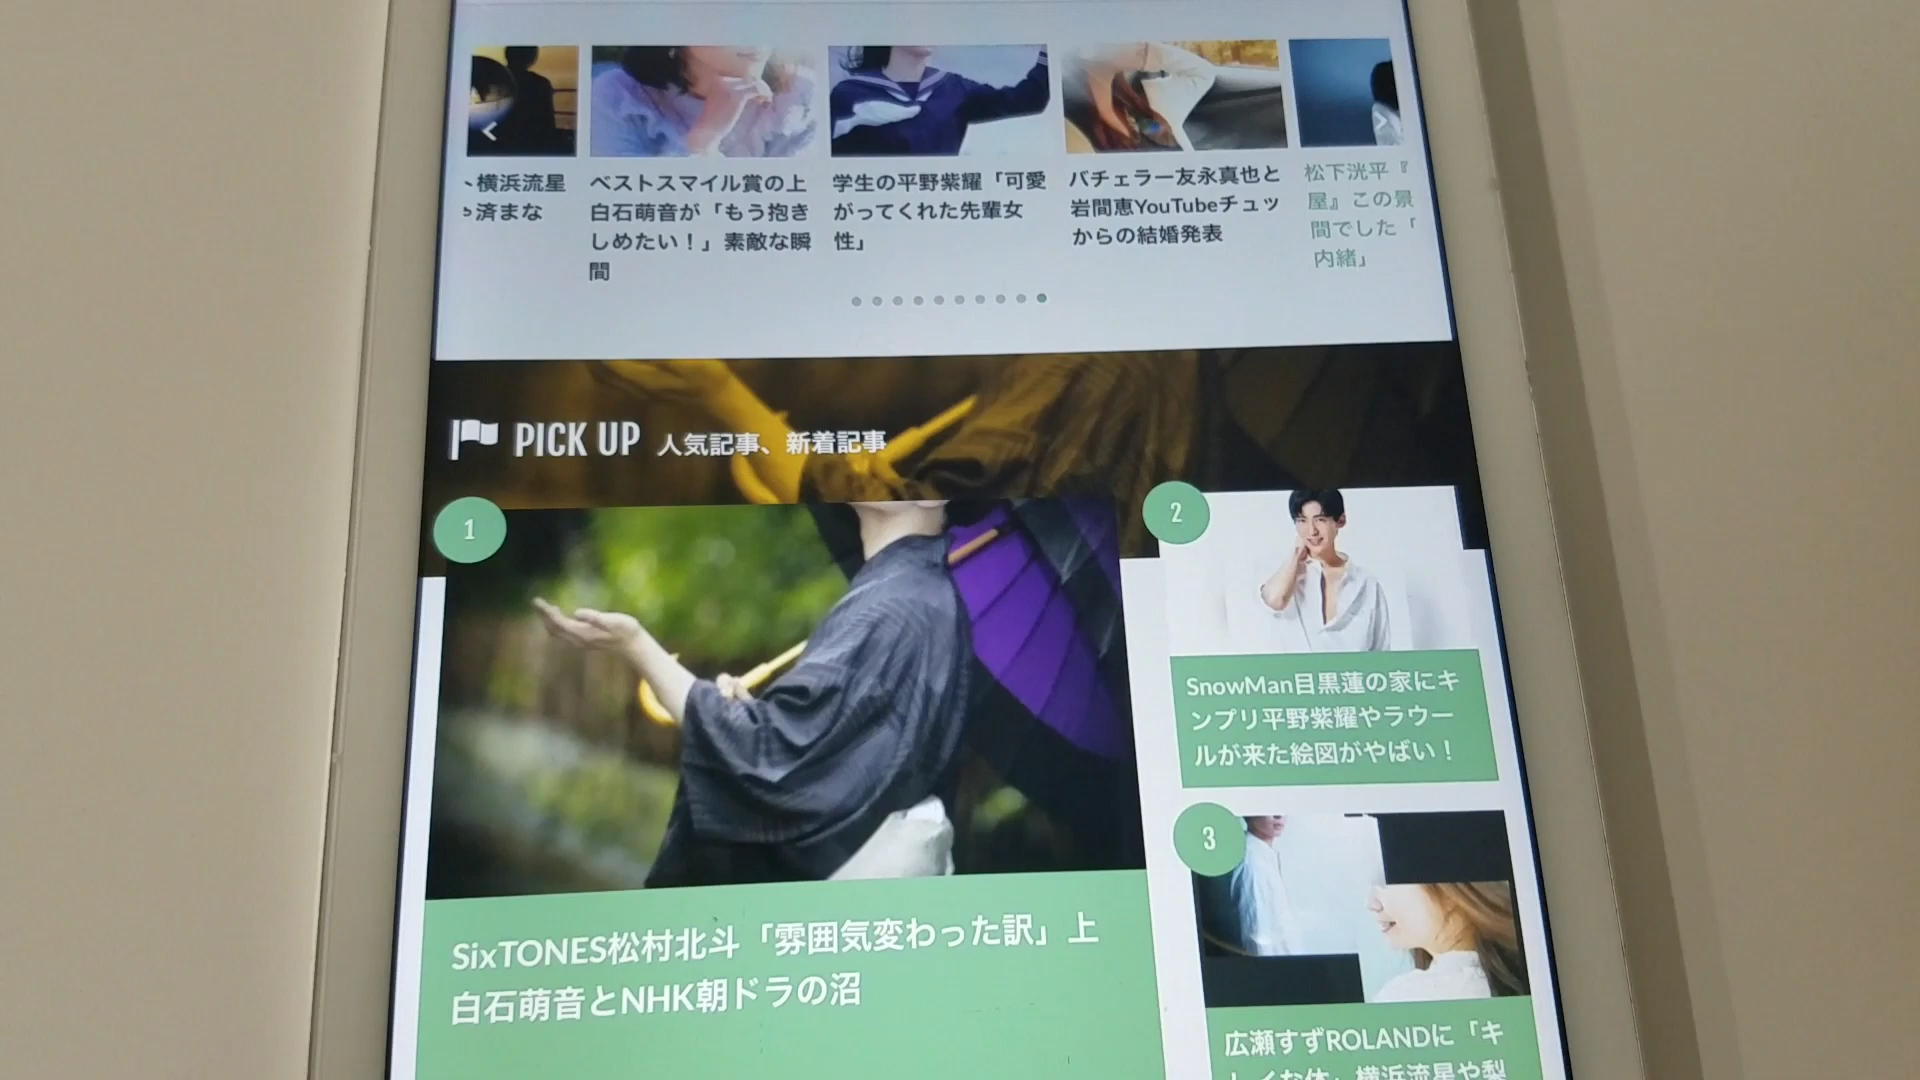 、横浜流星
ら済まな
ベストスマイル賞の上
白石萌音が「もう抱き
しめたい！」素敵な瞬
間
学生の平野紫耀「可愛
がってくれた先輩女
性」
バチェラー友永真也と
岩間恵YouTubeチュッ
からの結婚発表
松下洸平『
屋』この景
間でした「
内緒」
PICK UP 人気記事、新着記事
1
SixTONES松村北斗「雰囲気変わった訳」上
白石萌音とNHK朝ドラの沼
2
SnowMan目黒蓮の家にキ
ンプリ平野紫耀やラウー
ルが来た絵図がやばい！
3
広瀬すずROLANDに「キ
レイな体」横浜流星や梨